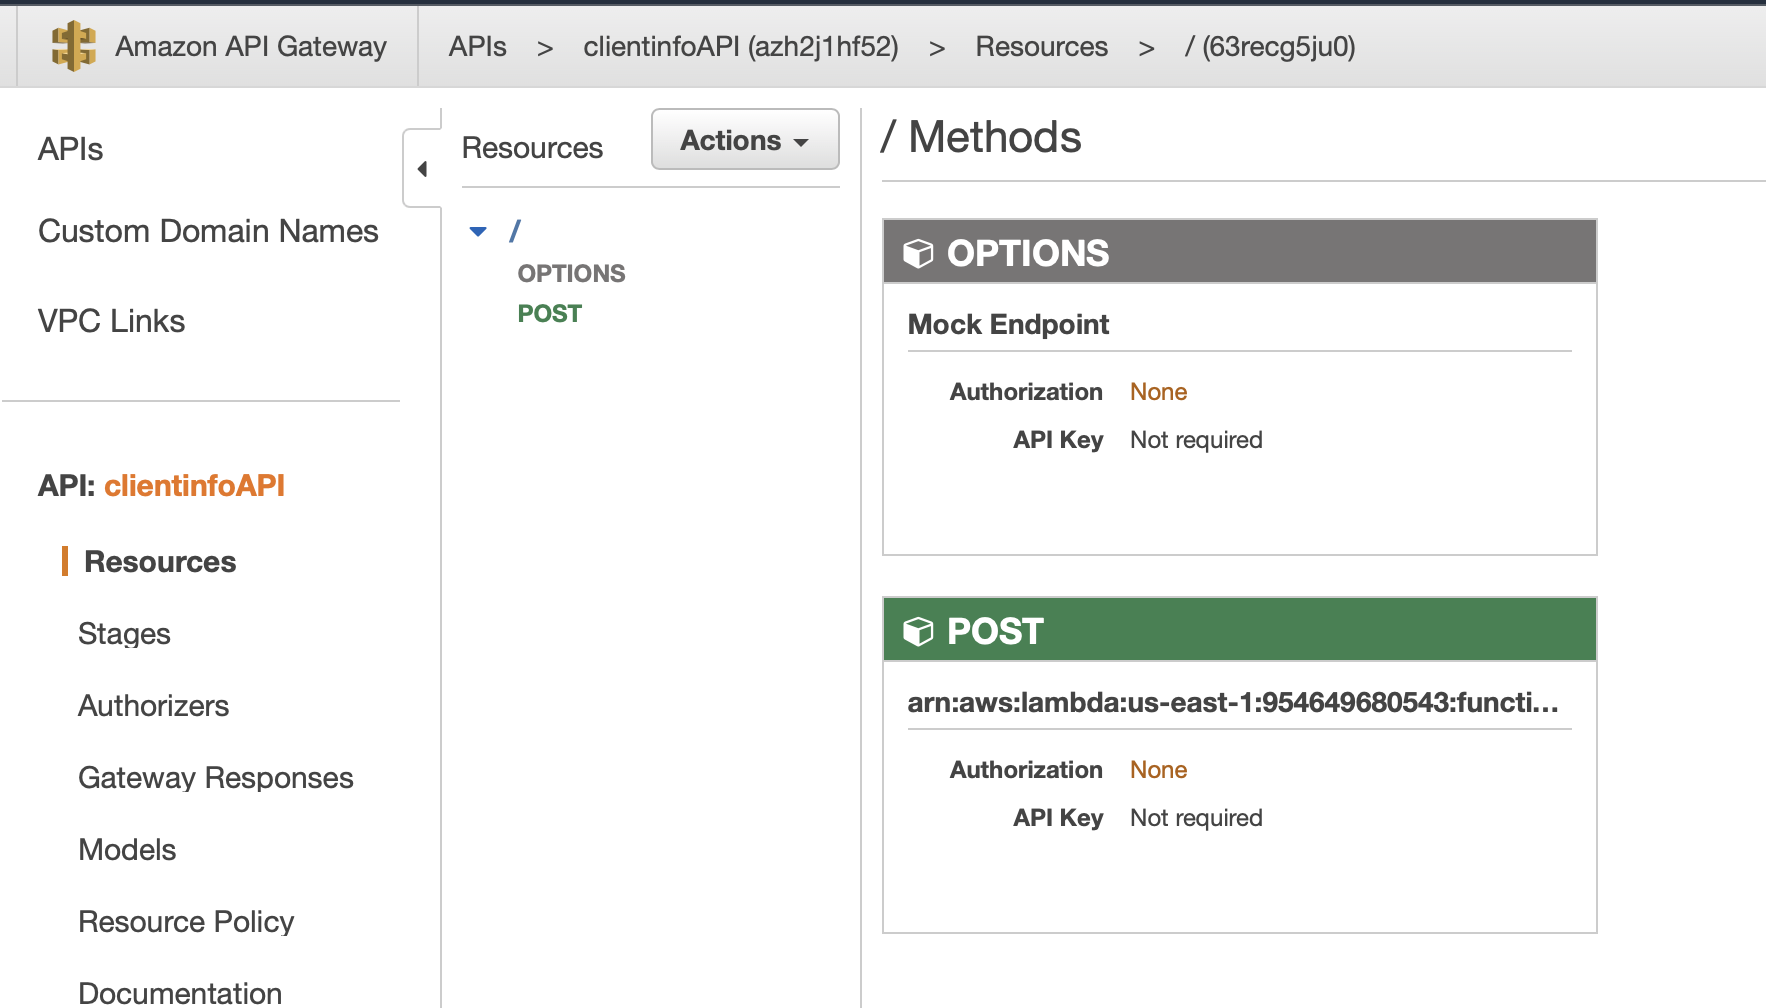 Amazon API Gateway
APIs > clientinfoAPI (azh2j1hf52) > Resources > / (63recg5ju0)
APIs
Custom Domain Names
VPC Links
API: clientinfoAPI
Resources
Stages
Authorizers
Gateway Responses
Models
Resource Policy
Documentation
Resources
Actions
/
OPTIONS
POST
/ Methods
OPTIONS
Mock Endpoint
Authorization None
API Key Not required
POST
arn:aws:lambda:us-east-1:954649680543:functi...
Authorization None
API Key Not required